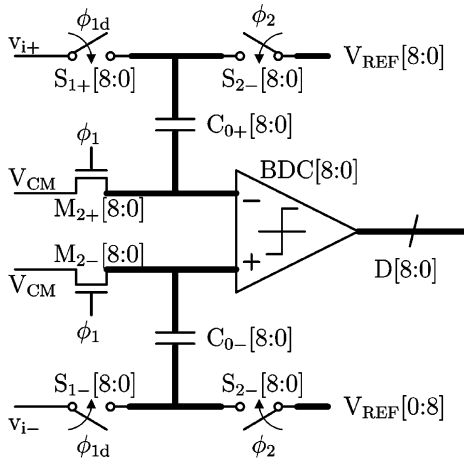 ϕ1d ϕ2
vi+ VREF[8:0]
S1+[8:0] S2−[8:0]
C0+[8:0]
ϕ1
VCM BDC[8:0]
M2+[8:0] −
M2−[8:0] +
VCM D[8:0]
ϕ1
C0−[8:0]
S1−[8:0] S2−[8:0]
vi− VREF[0:8]
ϕ1d ϕ2